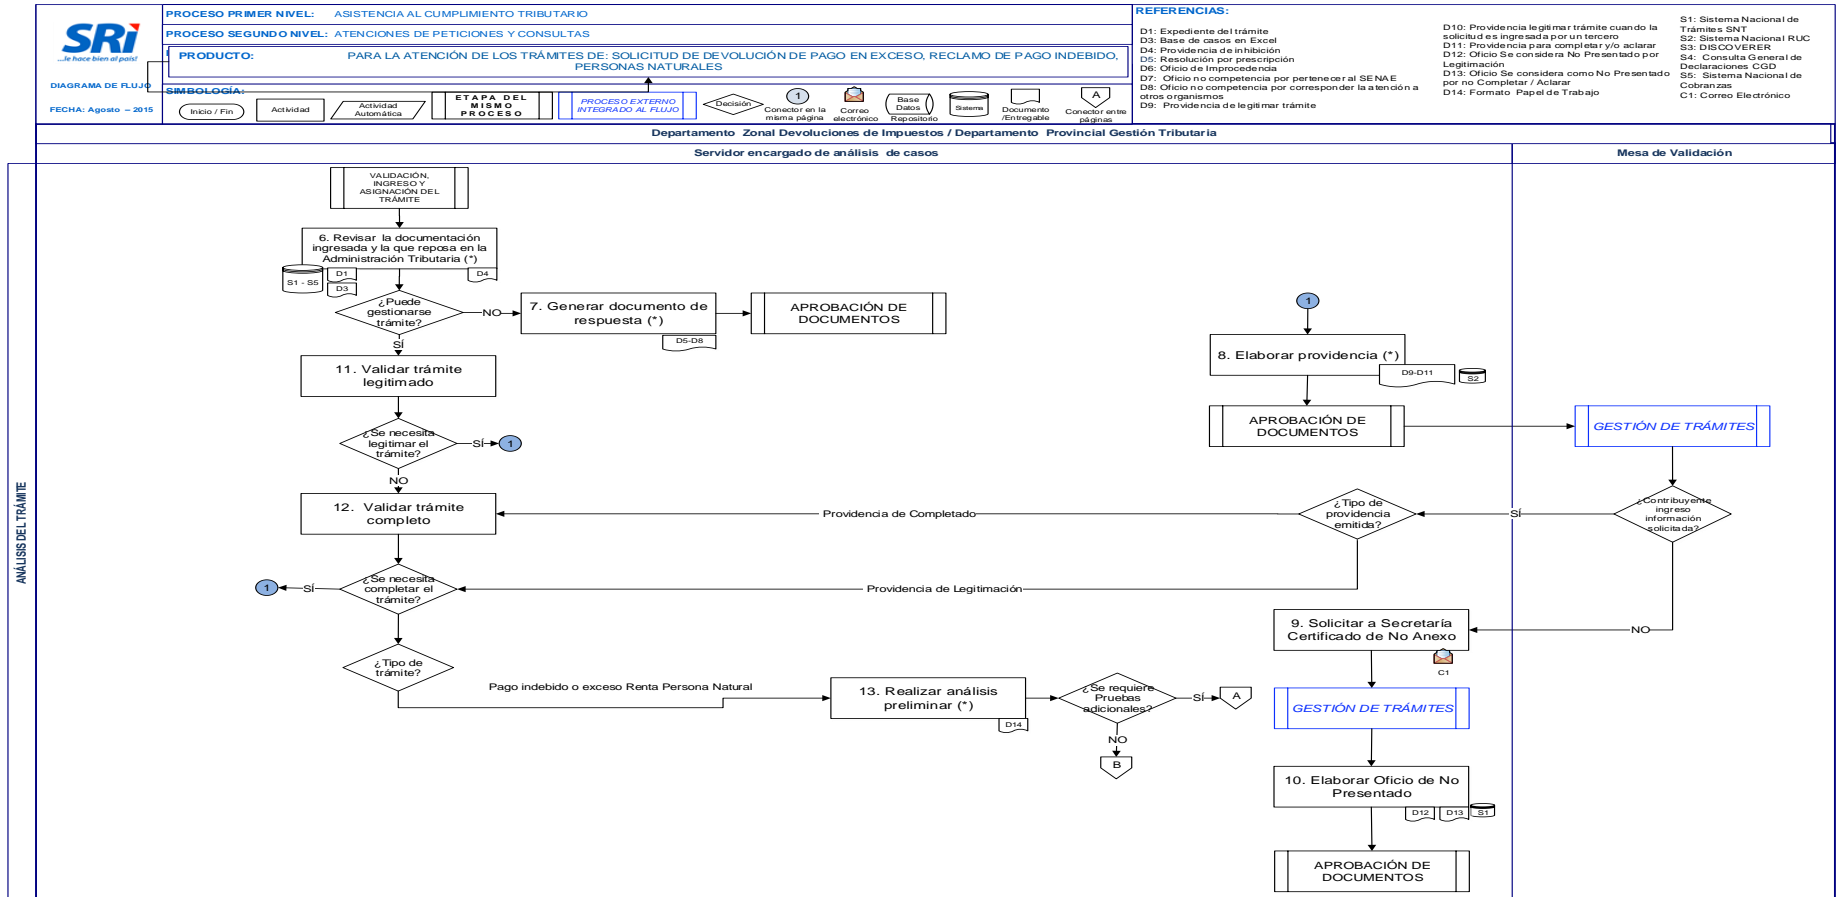 SRi
...le hace bien al país!
DIAGRAMA DE FLUJO
FECHA: Agosto – 2015
PROCESO PRIMER NIVEL: ASISTENCIA AL CUMPLIMIENTO TRIBUTARIO
PROCESO SEGUNDO NIVEL: ATENCIONES DE PETICIONES Y CONSULTAS
PRODUCTO: PARA LA ATENCIÓN DE LOS TRÁMITES DE: SOLICITUD DE DEVOLUCIÓN DE PAGO EN EXCESO, RECLAMO DE PAGO INDEBIDO,
PERSONAS NATURALES
SIMBOLOGÍA:
Inicio / Fin
Actividad
Actividad
Automática
ETAPA DEL
MISMO
PROCESO
PROCESO EXTERNO
INTEGRADO AL FLUJO
Decisión
1
Conector en la
misma página
Correo
electrónico
Base
Datos
Repositorio
Sistema
Documento
/Entregable
A
Conector entre
páginas
REFERENCIAS:
D1: Expediente del trámite
D3: Base de casos en Excel
D4: Providencia de inhibición
D5: Resolución por prescripción
D6: Oficio de Improcedencia
D7: Oficio no competencia por pertenecer al SENAE
D8: Oficio no competencia por corresponder la atención a
otros organismos
D9: Providencia de legitimar trámite
D10: Providencia legitimar trámite cuando la
solicitud es ingresada por un tercero
D11: Providencia para completar y/o aclarar
D12: Oficio Se considera No Presentado por
Legitimación
D13: Oficio Se considera como No Presentado
por no Completar / Aclarar
D14: Formato Papel de Trabajo
S1: Sistema Nacional de
Trámites SNT
S2: Sistema Nacional RUC
S3: DISCOVERER
S4: Consulta General de
Declaraciones CGD
S5: Sistema Nacional de
Cobranzas
C1: Correo Electrónico
Departamento Zonal Devoluciones de Impuestos / Departamento Provincial Gestión Tributaria
Servidor encargado de análisis de casos
Mesa de Validación
ANÁLISIS DEL TRÁMITE
VALIDACIÓN,
INGRESO Y
ASIGNACIÓN DEL
TRÁMITE
6. Revisar la documentación
ingresada y la que reposa en la
Administración Tributaria (*)
S1 - S5
D1
D3
D4
¿Puede
gestionarse
trámite?
NO
7. Generar documento de
respuesta (*)
D5-D8
APROBACIÓN DE
DOCUMENTOS
SÍ
11. Validar trámite
legitimado
¿Se necesita
legitimar el
trámite?
SÍ
1
NO
12. Validar trámite
completo
¿Se necesita
completar el
trámite?
SÍ
1
¿Tipo de
trámite?
Pago indebido o exceso Renta Persona Natural
13. Realizar análisis
preliminar (*)
D14
¿Se requiere
Pruebas
adicionales?
SÍ
A
NO
B
1
8. Elaborar providencia (*)
D9-D11
S2
APROBACIÓN DE
DOCUMENTOS
GESTIÓN DE TRÁMITES
¿Contribuyente
ingreso
información
solicitada?
SÍ
¿Tipo de
providencia
emitida?
Providencia de Completado
Providencia de Legitimación
NO
9. Solicitar a Secretaría
Certificado de No Anexo
C1
GESTIÓN DE TRÁMITES
10. Elaborar Oficio de No
Presentado
D12
D13
S1
APROBACIÓN DE
DOCUMENTOS